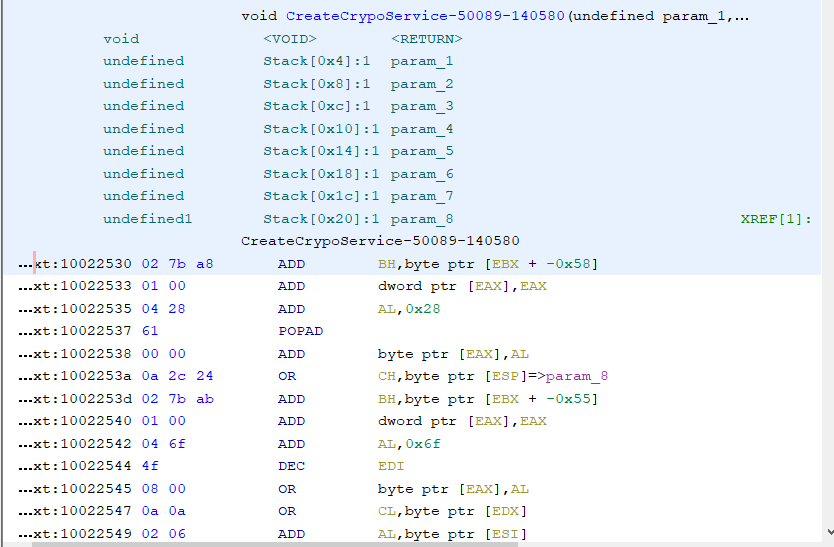 void CreateCrypoService-50089-140580(undefined param_1,...
void <VOID> <RETURN>
undefined Stack[0x4]:1 param_1
undefined Stack[0x8]:1 param_2
undefined Stack[0xc]:1 param_3
undefined Stack[0x10]:1 param_4
undefined Stack[0x14]:1 param_5
undefined Stack[0x18]:1 param_6
undefined Stack[0x1c]:1 param_7
undefined1 Stack[0x20]:1 param_8 XREF[1]:
CreateCrypoService-50089-140580
...xt:10022530 02 7b a8 ADD BH,byte ptr [EBX + -0x58]
...xt:10022533 01 00 ADD dword ptr [EAX],EAX
...xt:10022535 04 28 ADD AL,0x28
...xt:10022537 61 POPAD
...xt:10022538 00 00 ADD byte ptr [EAX],AL
...xt:1002253a 0a 2c 24 OR CH,byte ptr [ESP]=>param_8
...xt:1002253d 02 7b ab ADD BH,byte ptr [EBX + -0x55]
...xt:10022540 01 00 ADD dword ptr [EAX],EAX
...xt:10022542 04 6f ADD AL,0x6f
...xt:10022544 4f DEC EDI
...xt:10022545 08 00 OR byte ptr [EAX],AL
...xt:10022547 0a 0a OR CL,byte ptr [EDX]
...xt:10022549 02 06 ADD AL,byte ptr [ESI]